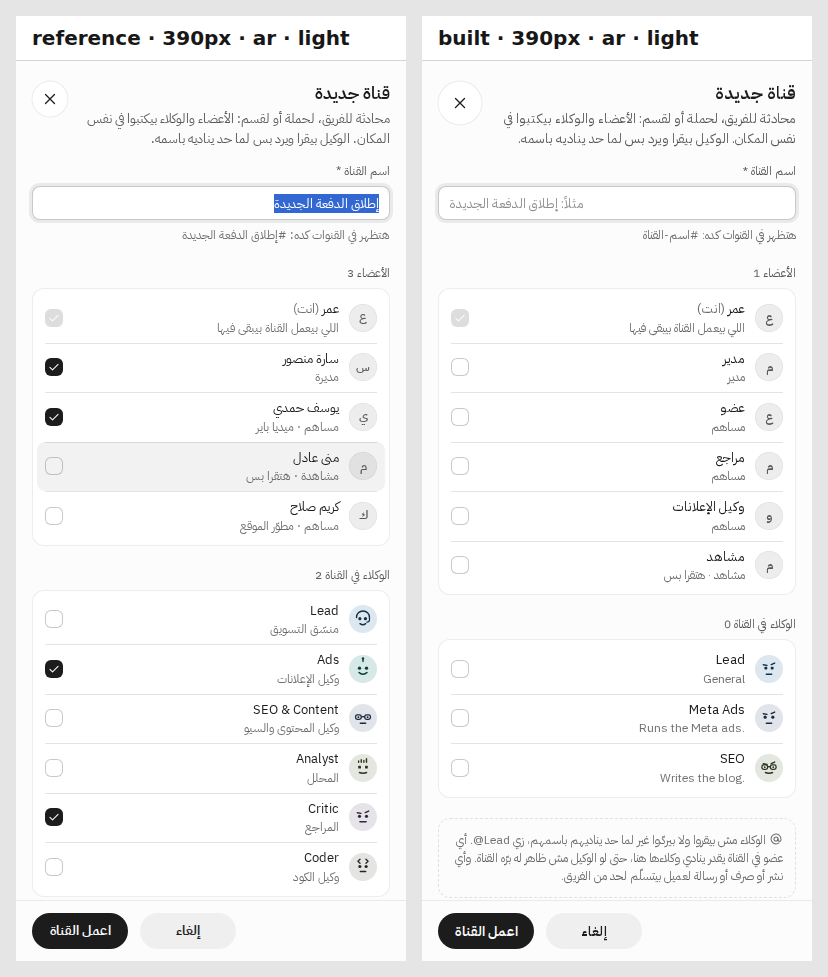 reference · 390px · ar · light
قناة جديدة
محادثة للفريق، لحملة أو لقسم: الأعضاء والوكلاء بيكتبوا في نفس
المكان. الوكيل بيقرا ويرد بس لما حد يناديه باسمه.
اسم القناة *
إطلاق الدفعة الجديدة
هتظهر في القنوات كده: #إطلاق الدفعة الجديدة
الأعضاء 3
ع
عمر (انت)
اللي بيعمل القناة بيبقى فيها
س
سارة منصور
مديرة
ي
يوسف حمدي
مساهم · ميديا باير
م
منى عادل
مشاهدة · هتقرا بس
ك
كريم صلاح
مساهم · مطوّر الموقع
الوكلاء في القناة 2
Lead
منسّق التسويق
Ads
وكيل الإعلانات
SEO & Content
وكيل المحتوى والسيو
Analyst
المحلل
Critic
المراجع
Coder
وكيل الكود
اعمل القناة
إلغاء
built · 390px · ar · light
قناة جديدة
محادثة للفريق، لحملة أو لقسم: الأعضاء والوكلاء بيكتبوا في
نفس المكان. الوكيل بيقرا ويرد بس لما حد يناديه باسمه.
اسم القناة *
مثلاً: إطلاق الدفعة الجديدة
هتظهر في القنوات كده: #اسم-القناة
الأعضاء 1
ع
عمر (انت)
اللي بيعمل القناة بيبقى فيها
م
مدير
مدير
ع
عضو
مساهم
م
مراجع
مساهم
و
وكيل الإعلانات
مساهم
م
مشاهد
مشاهد · هتقرا بس
الوكلاء في القناة 0
Lead
General
Meta Ads
Runs the Meta ads.
SEO
Writes the blog.
الوكلاء مش بيقروا ولا بيركّوا غير لما حد يناديهم باسمهم، زي Lead@. أي
عضو في القناة يقدر ينادي وكلاءها هنا، حتى لو الوكيل مش ظاهر له برّه القناة. وأي
نشر أو صرف أو رسالة لعميل بيتسلّم لحد من الفريق.
اعمل القناة
إلغاء